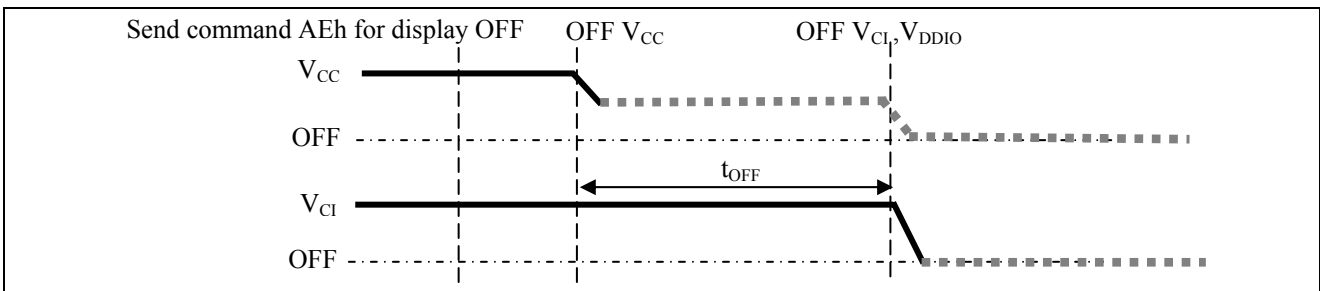 Send command AEh for display OFF OFF VCC OFF VCI,VDDIO
VCC
OFF
tOFF
VCI
OFF